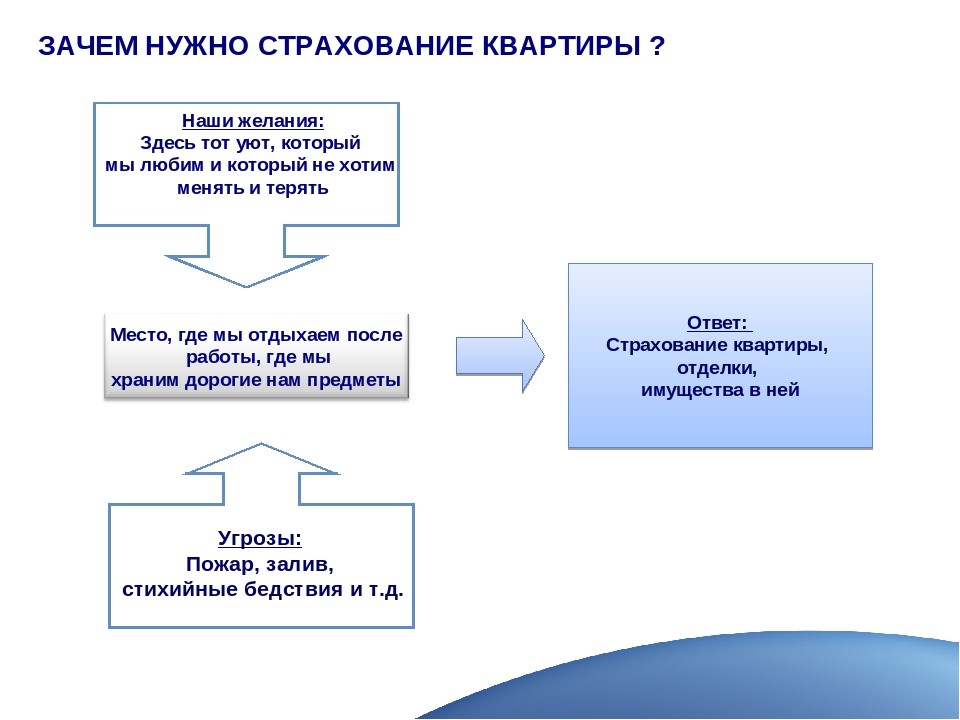 ЗАЧЕМ НУЖНО СТРАХОВАНИЕ КВАРТИРЫ ?
Наши желания:
Здесь тот уют, который
мы любим и который не хотим
менять и терять
Место, где мы отдыхаем после
работы, где мы
храним дорогие нам предметы
Ответ:
Страхование квартиры,
отделки,
имущества в ней
Угрозы:
Пожар, залив,
стихийные бедствия и т.д.